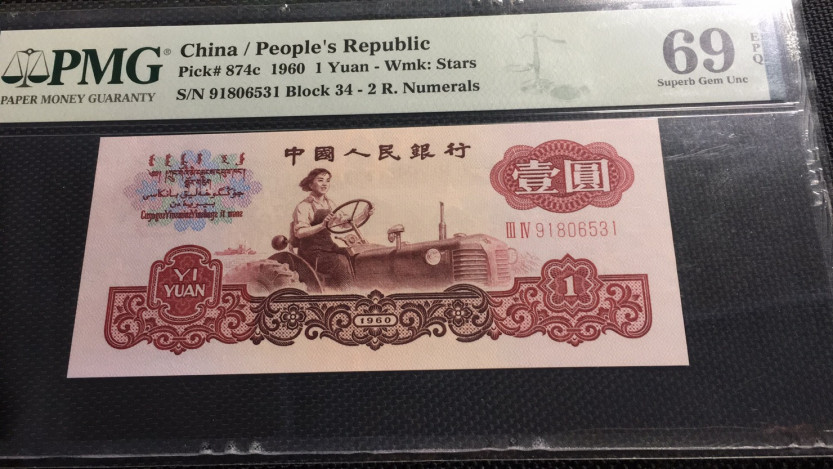 PMG®
PAPER MONEY GUARANTY
China / People's Republic
Pick# 874c 1960 1 Yuan - Wmk: Stars
S/N 91806531 Block 34 - 2 R. Numerals
69
EPQ
Superb Gem Unc
中國人民銀行
壹圓
III IV 91806531
YI
YUAN
1960
1